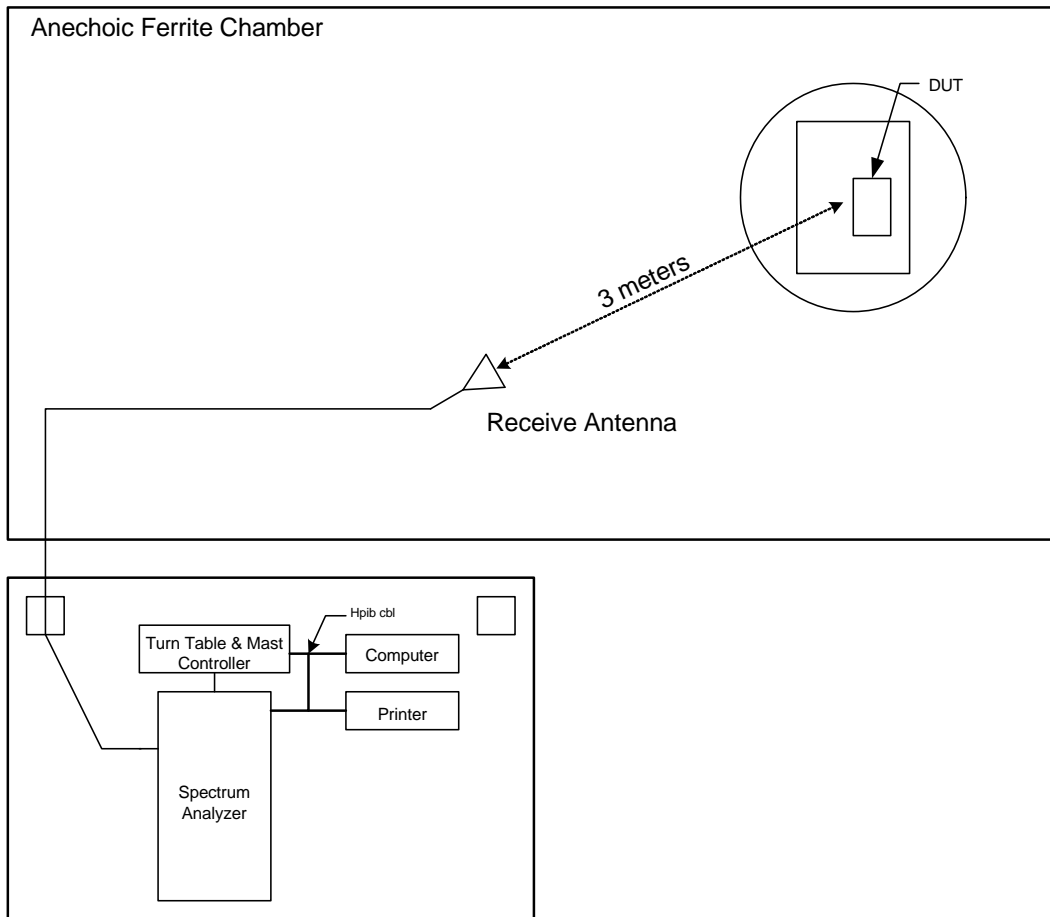 Anechoic Ferrite Chamber
DUT
3 meters
Receive Antenna
Hpib cbl
Turn Table & Mast
Controller
Computer
Printer
Spectrum
Analyzer